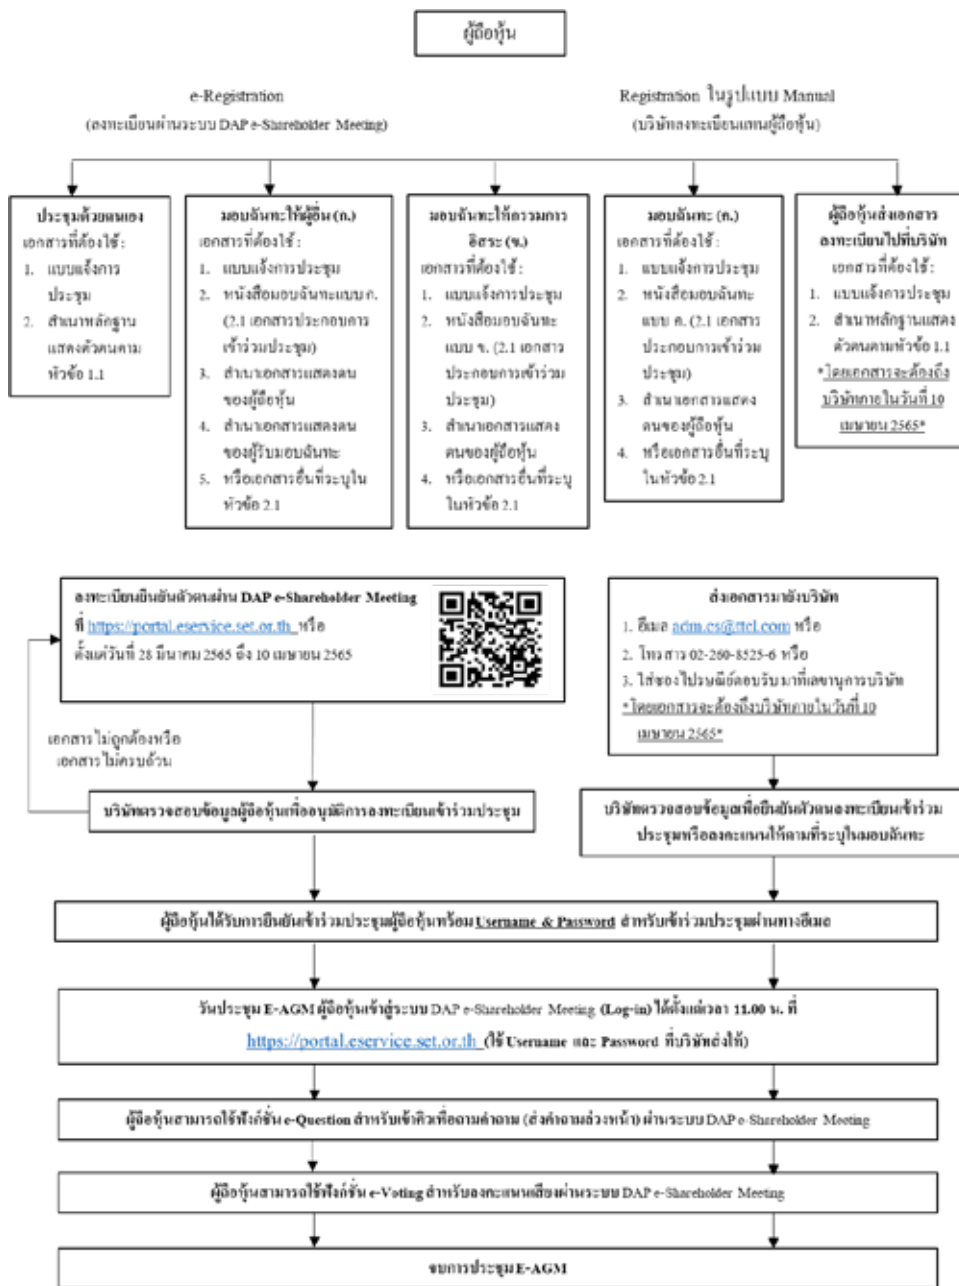 ผู้ถือหุ้น
e-Registration
(ลงทะเบียนผ่านระบบ DAP e-Shareholder Meeting)
Registration ในรูปแบบ Manual
(บริษัทลงทะเบียนแทนผู้ถือหุ้น)
ประชุมด้วยตนเอง
เอกสารที่ต้องใช้ :
1. แบบแจ้งการ
ประชุม
2. สำเนาหลักฐาน
แสดงตัวตนตาม
หัวข้อ 1.1
มอบฉันทะให้ผู้อื่น (ก.)
เอกสารที่ต้องใช้ :
1. แบบแจ้งการประชุม
2. หนังสือมอบฉันทะแบบ ก.
(2.1 เอกสารประกอบการ
เข้าร่วมประชุม)
3. สำเนาเอกสารแสดงตน
ของผู้ถือหุ้น
4. สำเนาเอกสารแสดงตน
ของผู้รับมอบฉันทะ
5. หรือเอกสารอื่นที่ระบุใน
หัวข้อ 2.1
มอบฉันทะให้กรรมการ
อิสระ (ข.)
เอกสารที่ต้องใช้ :
1. แบบแจ้งการประชุม
2. หนังสือมอบฉันทะ
แบบ ข. (2.1 เอกสาร
ประกอบการเข้าร่วม
ประชุม)
3. สำเนาเอกสารแสดง
ตนของผู้ถือหุ้น
4. หรือเอกสารอื่นที่ระบุ
ในหัวข้อ 2.1
มอบฉันทะ (ค.)
เอกสารที่ต้องใช้ :
1. แบบแจ้งการประชุม
2. หนังสือมอบฉันทะ
แบบ ค. (2.1 เอกสาร
ประกอบการเข้าร่วม
ประชุม)
3. สำเนาเอกสารแสดง
ตนของผู้ถือหุ้น
4. หรือเอกสารอื่นที่ระบุ
ในหัวข้อ 2.1
ผู้ถือหุ้นส่งเอกสาร
ลงทะเบียนไปที่บริษัท
เอกสารที่ต้องใช้ :
1. แบบแจ้งการประชุม
2. สำเนาหลักฐานแสดง
ตัวตนตามหัวข้อ 1.1
*โดยเอกสารจะต้องถึง
บริษัทภายในวันที่ 10
เมษายน 2565*
ลงทะเบียนยืนยันตัวตนผ่าน DAP e-Shareholder Meeting
ที่ https://portal.eservice.set.or.th หรือ
ตั้งแต่วันที่ 28 มีนาคม 2565 ถึง 10 เมษายน 2565
ส่งเอกสารมายังบริษัท
1. อีเมล adm.cs@ttcl.com หรือ
2. โทรสาร 02-260-8525-6 หรือ
3. ใส่ซองไปรษณีย์ตอบรับ มาที่เลขานุการบริษัท
*โดยเอกสารจะต้องถึงบริษัทภายในวันที่ 10
เมษายน 2565*
เอกสารไม่ถูกต้องหรือ
เอกสารไม่ครบถ้วน
บริษัทตรวจสอบข้อมูลผู้ถือหุ้นเพื่ออนุมัติการลงทะเบียนเข้าร่วมประชุม
บริษัทตรวจสอบข้อมูลเพื่อยืนยันตัวตนลงทะเบียนเข้าร่วม
ประชุมหรือลงคะแนนให้ตามที่ระบุในมอบฉันทะ
ผู้ถือหุ้นได้รับการยืนยันเข้าร่วมประชุมผู้ถือหุ้นพร้อม Username & Password สำหรับเข้าร่วมประชุมผ่านทางอีเมล
วันประชุม E-AGM ผู้ถือหุ้นเข้าสู่ระบบ DAP e-Shareholder Meeting (Log-in) ได้ตั้งแต่เวลา 11.00 น. ที่
https://portal.eservice.set.or.th (ใช้ Username และ Password ที่บริษัทส่งให้)
ผู้ถือหุ้นสามารถใช้ฟังก์ชั่น e-Question สำหรับเข้าคิวเพื่อถามคำถาม (ส่งคำถามล่วงหน้า) ผ่านระบบ DAP e-Shareholder Meeting
ผู้ถือหุ้นสามารถใช้ฟังก์ชั่น e-Voting สำหรับลงคะแนนเสียงผ่านระบบ DAP e-Shareholder Meeting
จบการประชุม E-AGM